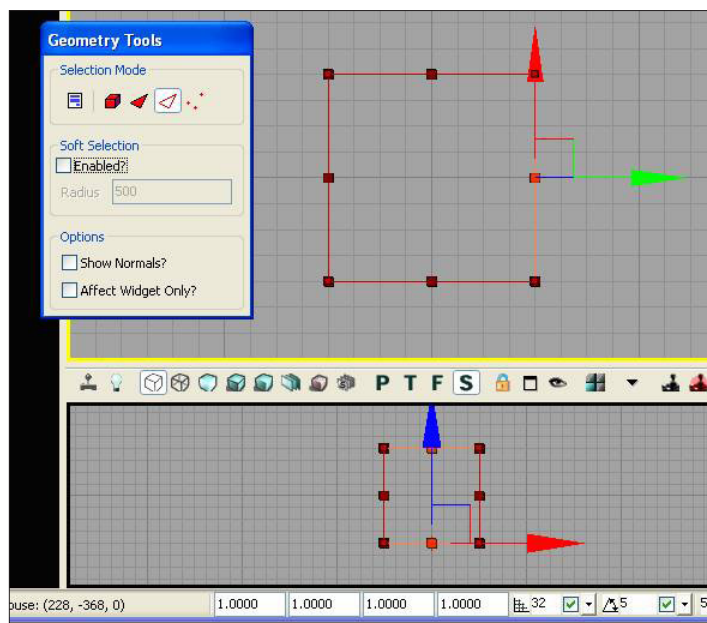 Geometry Tools
Selection Mode
Soft Selection
Enabled?
Radius 500
Options
Show Normals?
Affect Widget Only?
P T F S
ouse: (228, -368, 0) 1.0000 1.0000 1.0000 1.0000 32 5 5